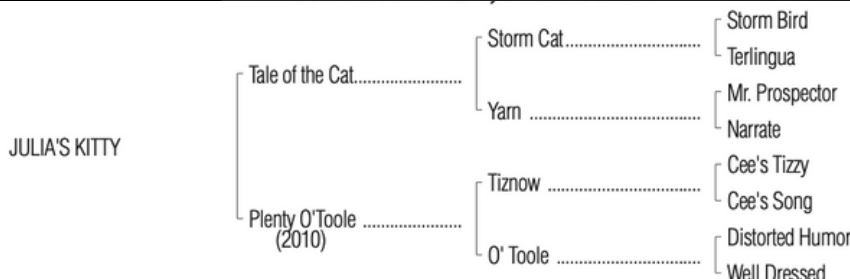 Storm Bird
Storm Cat
Terlingua
Tale of the Cat
Mr. Prospector
Yarn
Narrate
JULIA'S KITTY
Cee's Tizzy
Tiznow
Cee's Song
Plenty O'Toole
(2010)
Distorted Humor
O' Toole
Well Dressed